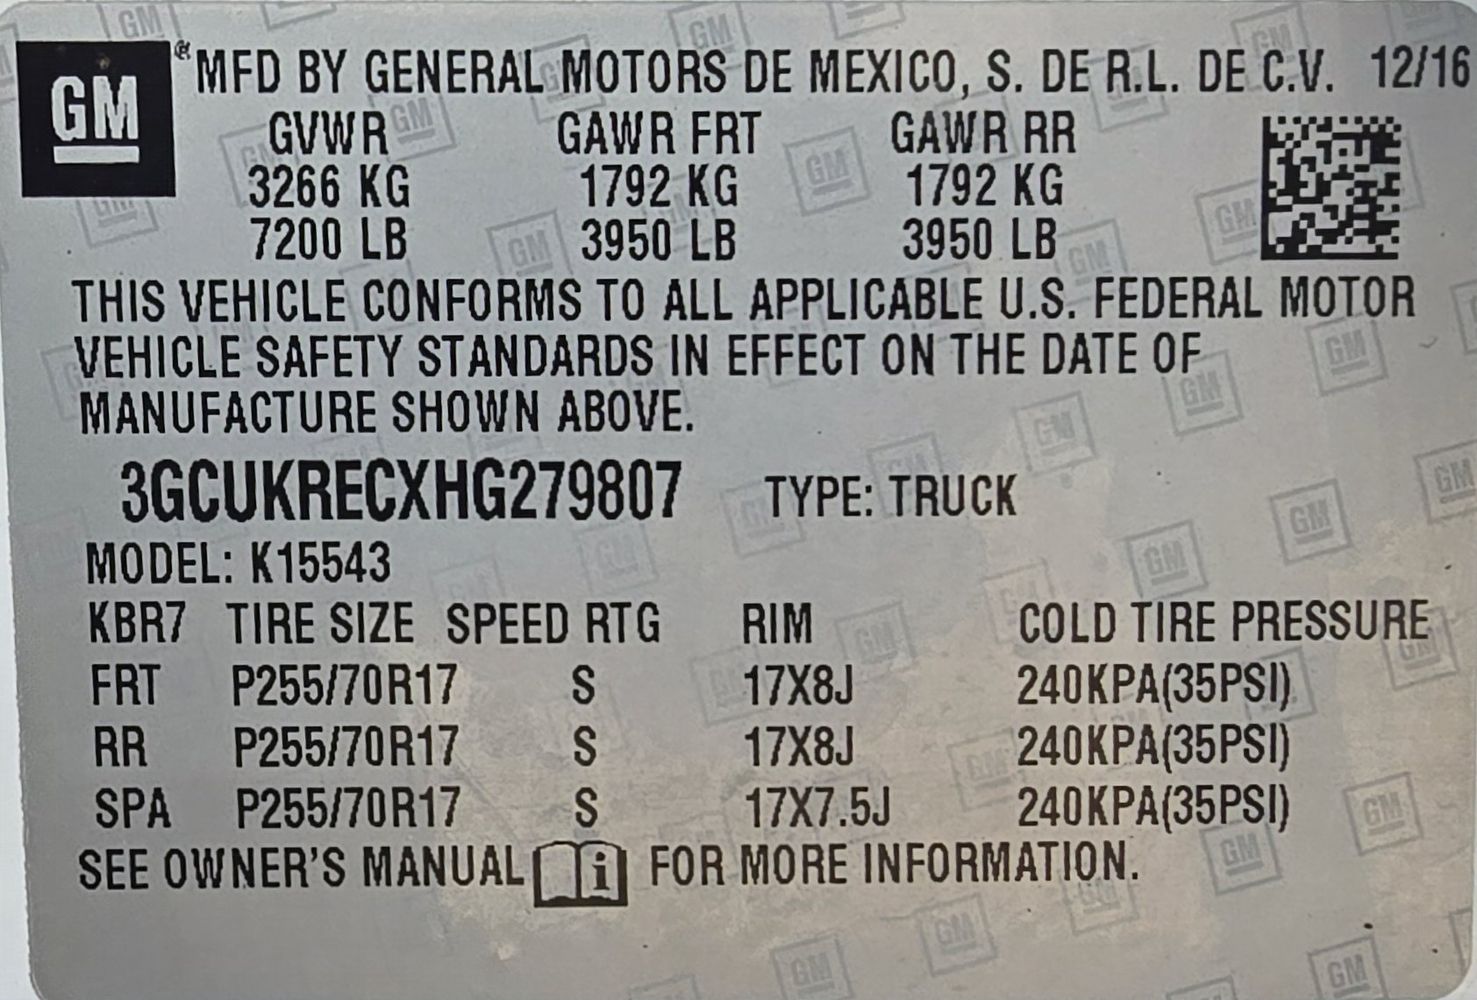 GM ® MFD BY GENERAL MOTORS DE MEXICO, S. DE R.L. DE C.V. 12/16
GVWR GAWR FRT GAWR RR
3266 KG 1792 KG 1792 KG
7200 LB 3950 LB 3950 LB
THIS VEHICLE CONFORMS TO ALL APPLICABLE U.S. FEDERAL MOTOR
VEHICLE SAFETY STANDARDS IN EFFECT ON THE DATE OF
MANUFACTURE SHOWN ABOVE.
3GCUKRECXHG279807 TYPE: TRUCK
MODEL: K15543
KBR7 TIRE SIZE SPEED RTG RIM COLD TIRE PRESSURE
FRT P255/70R17 S 17X8J 240KPA(35PSI)
RR P255/70R17 S 17X8J 240KPA(35PSI)
SPA P255/70R17 S 17X7.5J 240KPA(35PSI)
SEE OWNER'S MANUAL i FOR MORE INFORMATION.